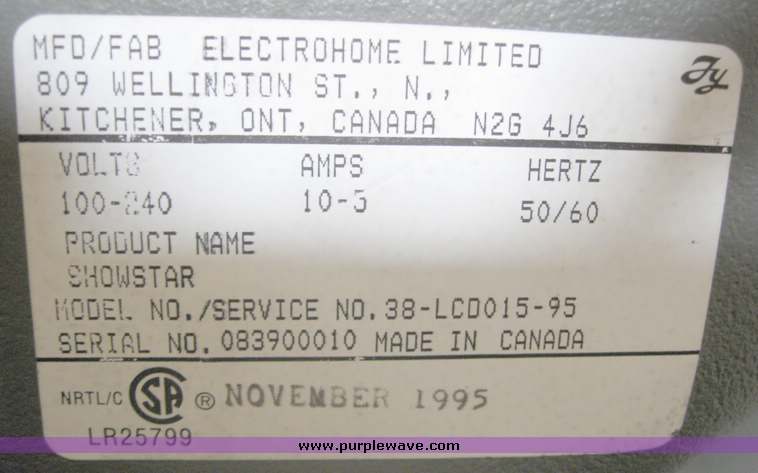 MFD/FAB ELECTROHOME LIMITED
809 WELLINGTON ST., N.,
KITCHENER, ONT, CANADA N2G 4J6
VOLTS AMPS HERTZ
100-240 10-5 50/60
PRODUCT NAME
SHOWSTAR
MODEL NO./SERVICE NO.38-LCD015-95
SERIAL NO. 083900010 MADE IN CANADA
NRTL/C SA ® NOVEMBER 1995
LR25799
www.purplewave.com